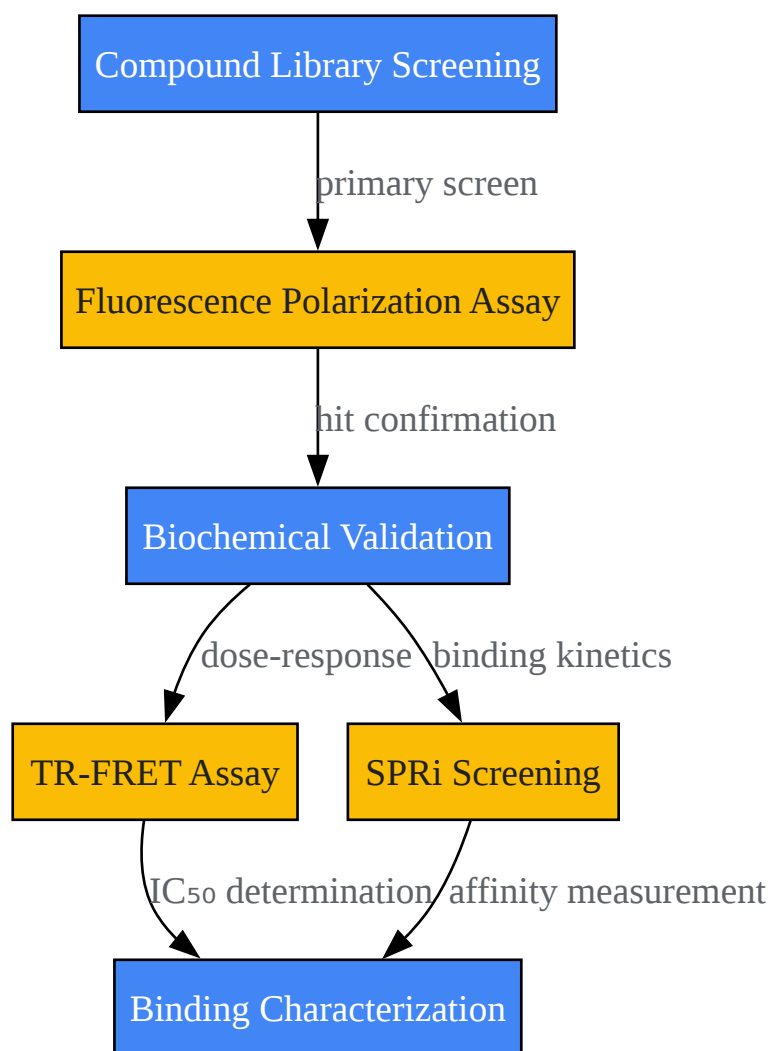 Compound Library Screening
primary screen
Fluorescence Polarization Assay
hit confirmation
Biochemical Validation
dose-response
binding kinetics
TR-FRET Assay
SPRi Screening
IC₅₀ determination
affinity measurement
Binding Characterization